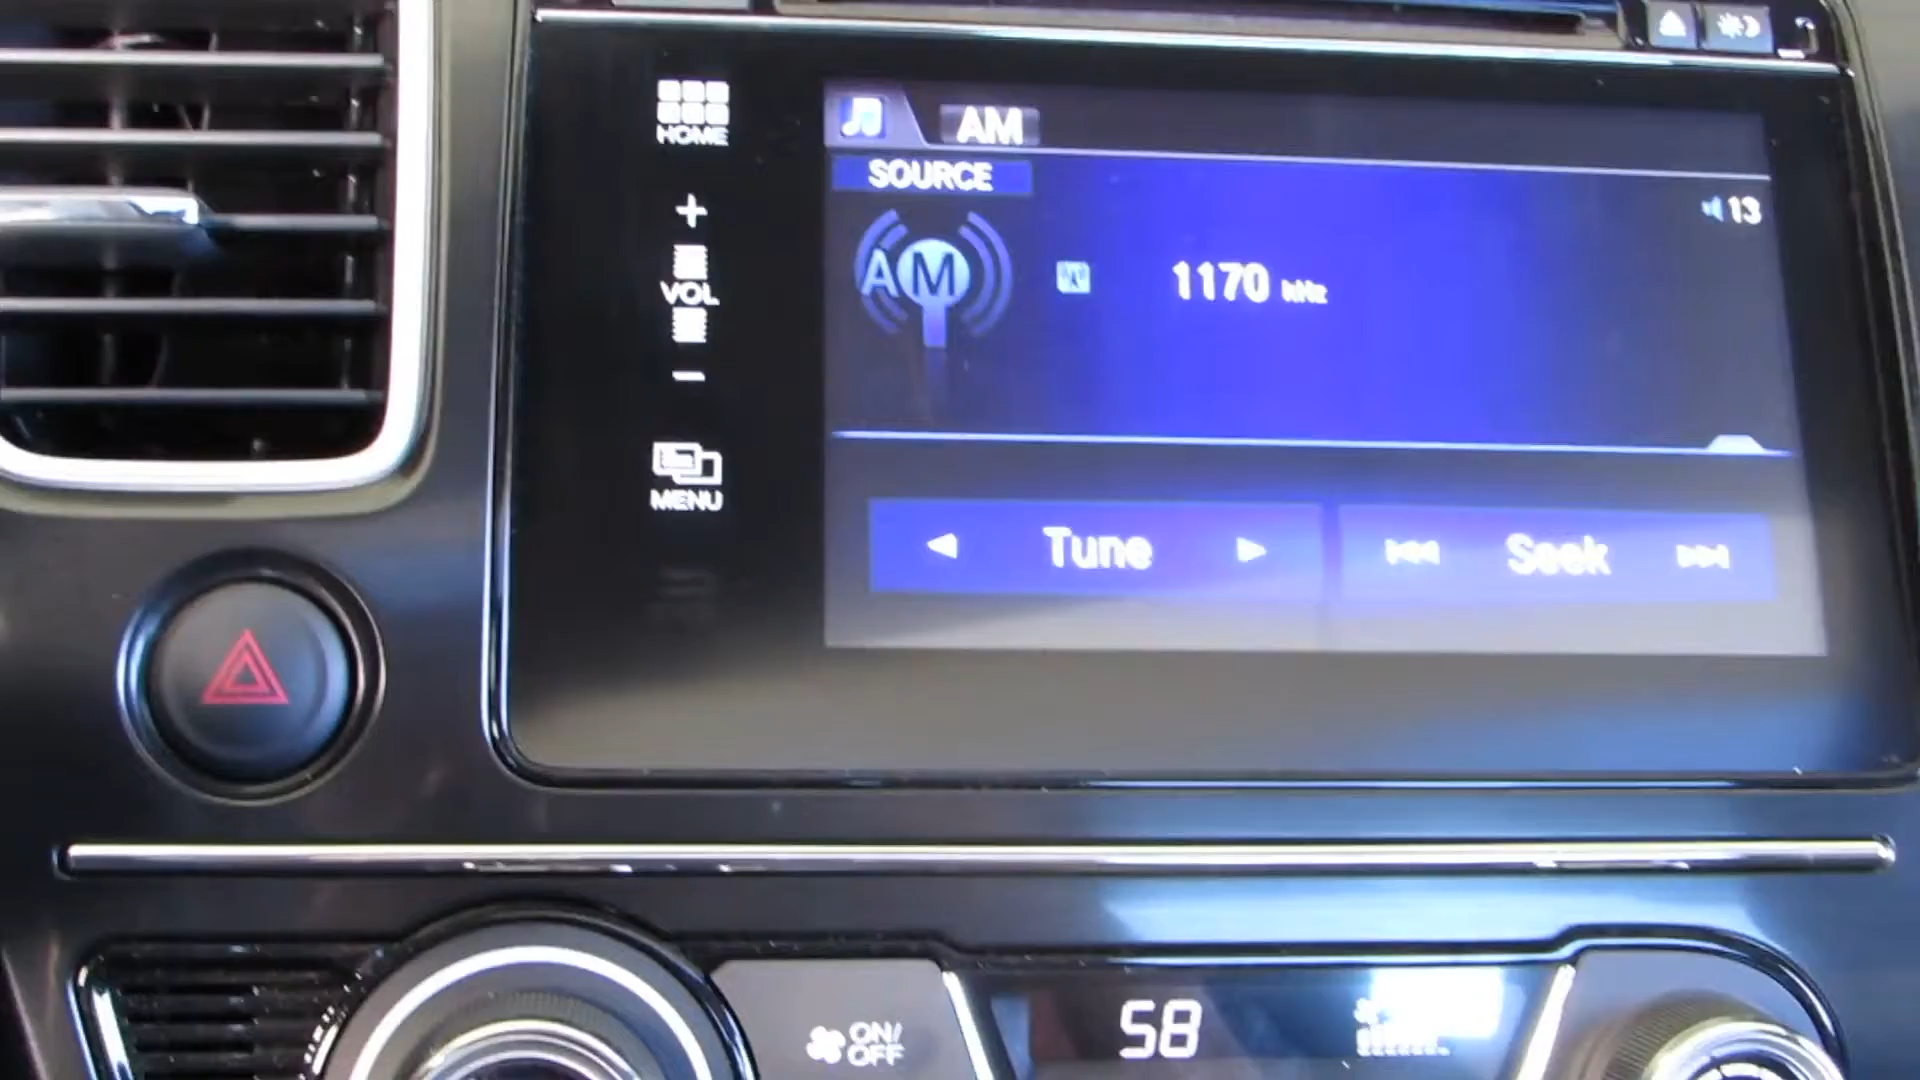 HOME
AM
SOURCE
13
+
VOL
-
AM
1170 kHz
MENU
Tune
Seek
ON/
OFF
58